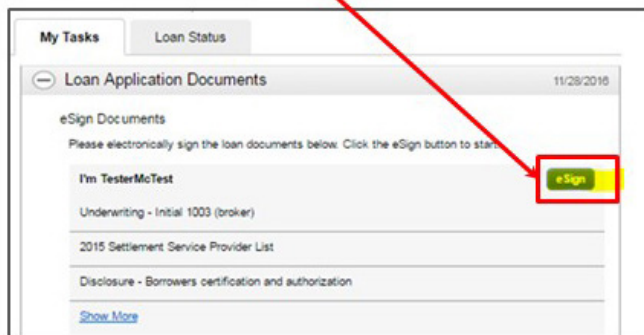 My Tasks Loan Status
Loan Application Documents 11/28/2016
eSign Documents
Please electronically sign the loan documents below. Click the eSign button to start.
I'm TesterMcTest eSign
Underwriting - Initial 1003 (broker)
2015 Settlement Service Provider List
Disclosure - Borrowers certification and authorization
Show More